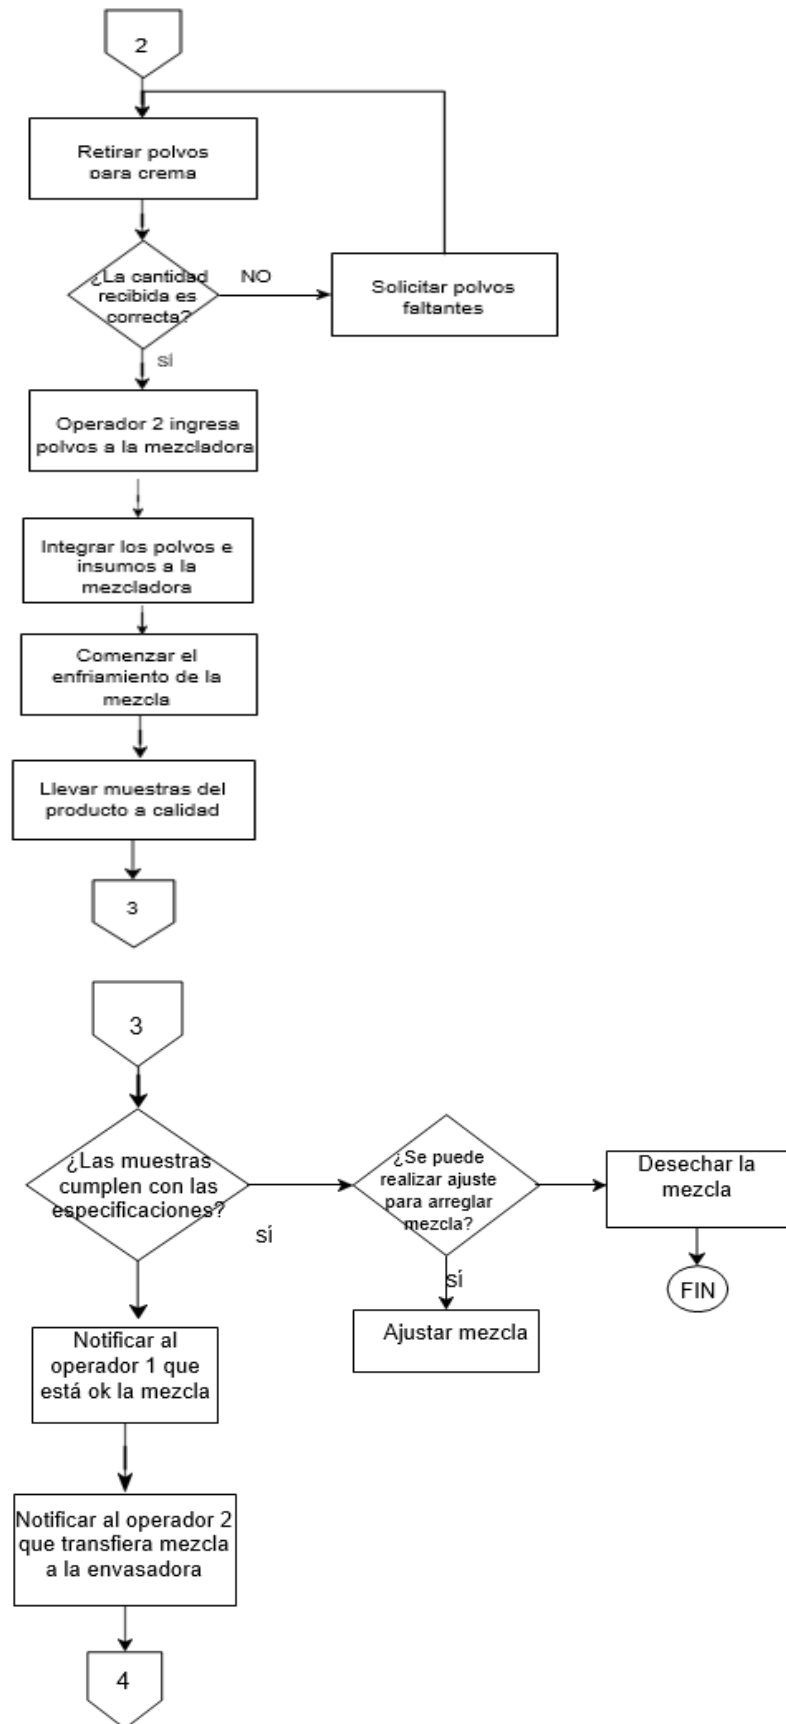 2
Retirar polvos
para crema
¿La cantidad
recibida es
correcta?
NO
Solicitar polvos
faltantes
sí
Operador 2 ingresa
polvos a la mezcladora
Integrar los polvos e
insumos a la
mezcladora
Comenzar el
enfriamiento de la
mezcla
Llevar muestras del
producto a calidad
3
3
¿Las muestras
cumplen con las
especificaciones?
sí
¿Se puede
realizar ajuste
para arreglar
mezcla?
sí
Desechar la
mezcla
FIN
Ajustar mezcla
Notificar al
operador 1 que
está ok la mezcla
Notificar al operador 2
que transfiera mezcla
a la envasadora
4